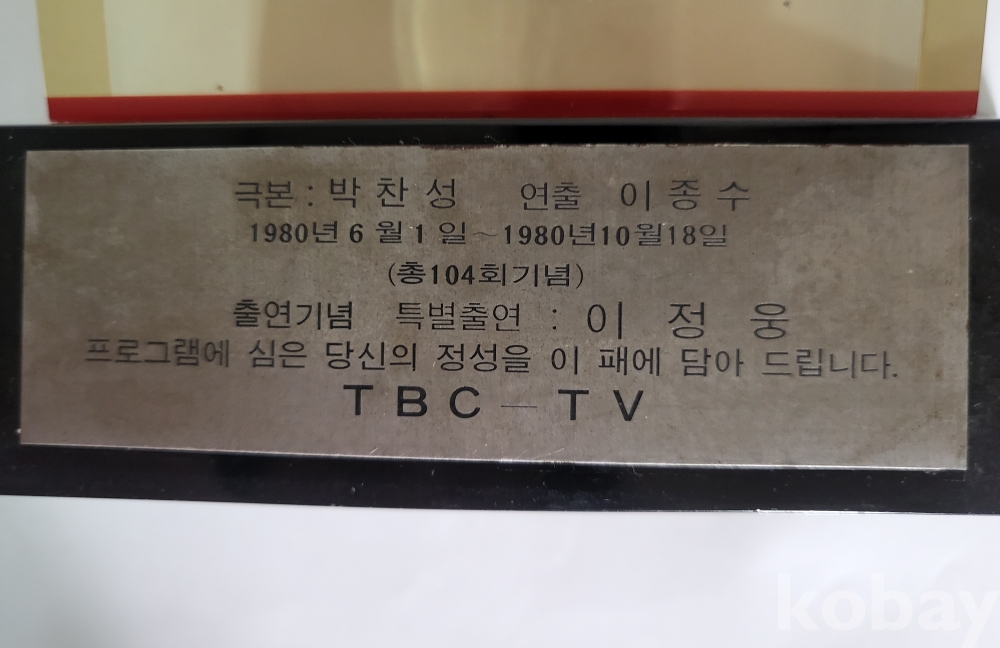 극본 : 박 찬 성 연출 이 종 수
1980년 6 월 1 일 ~ 1980년10월18일
(총104회기념)
출연기념 특별출연 : 이 정 웅
프로그램에 심은 당신의 정성을 이 패에 담아 드립니다.
T B C - T V
kobay